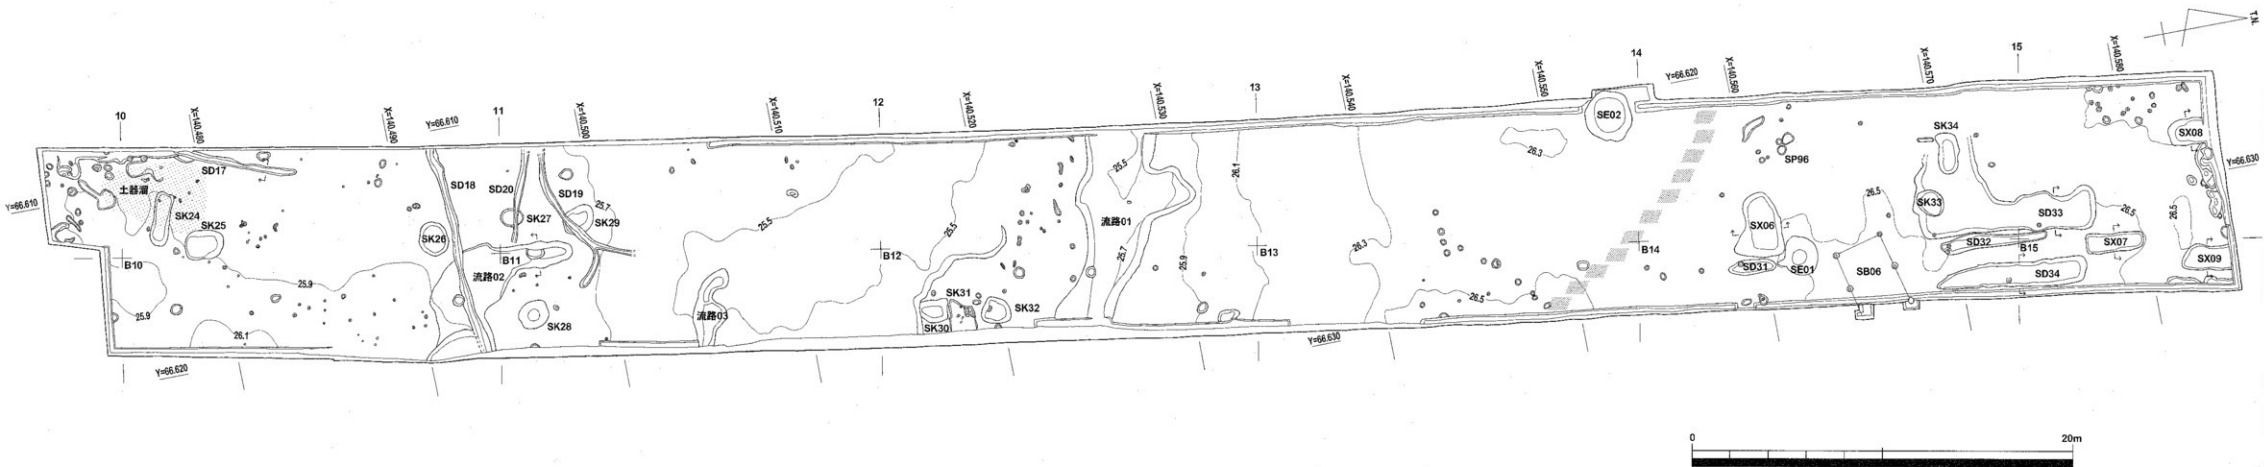 T.N.
10
11
12
13
14
15
X=140.480
X=140.490
X=140.500
X=140.510
X=140.520
X=140.530
X=140.540
X=140.550
X=140.560
X=140.570
X=140.580
Y=66.610
Y=66.620
Y=66.610
Y=66.630
Y=66.620
Y=66.630
土器溜
SD17
SK24
SK25
B10
25.9
25.9
26.1
SD18
SD20
SD19
25.7
SK27
SK29
SK26
B11
流路02
SK28
流路03
25.5
B12
25.5
SK31
SK30
SK32
25.5
流路01
25.7
25.9
26.1
B13
26.3
26.3
26.5
SE02
B14
SP96
SX06
SD31
SE01
26.5
SB06
SK34
SK33
SD33
SD32
B15
SD34
SX07
26.5
26.5
SX08
SX09
0
20m